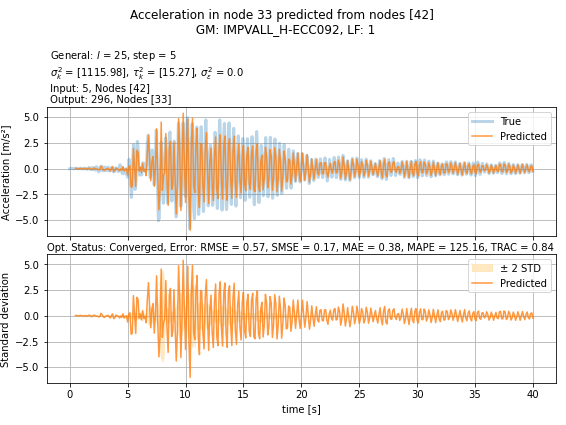 Acceleration in node 33 predicted from nodes [42]
GM: IMPVALL_H-ECC092, LF: 1
General: l = 25, step = 5
σ²ₖ = [1115.98], τ²ₖ = [15.27], σ²ε = 0.0
Input: 5, Nodes [42]
Output: 296, Nodes [33]
Acceleration [m/s²]
5.0
2.5
0.0
−2.5
−5.0
True
Predicted
Opt. Status: Converged, Error: RMSE = 0.57, SMSE = 0.17, MAE = 0.38, MAPE = 125.16, TRAC = 0.84
Standard deviation
5.0
2.5
0.0
−2.5
−5.0
± 2 STD
Predicted
0 5 10 15 20 25 30 35 40
time [s]